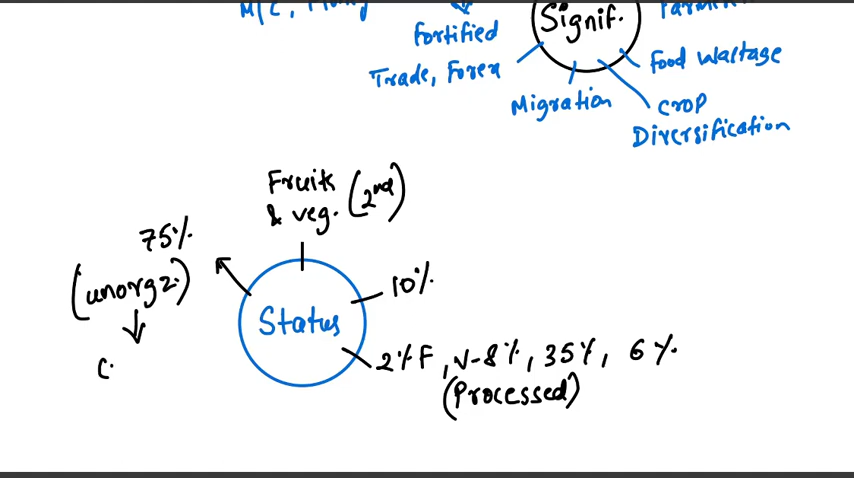 Fortified
Signif.
Trade, Forex
Food Wastage
Migration
Crop
Diversification
Fruits
& veg. (2nd)
75%
(unorgz.)
10%
Status
2% F, V-8%, 35%, 6%.
(Processed)